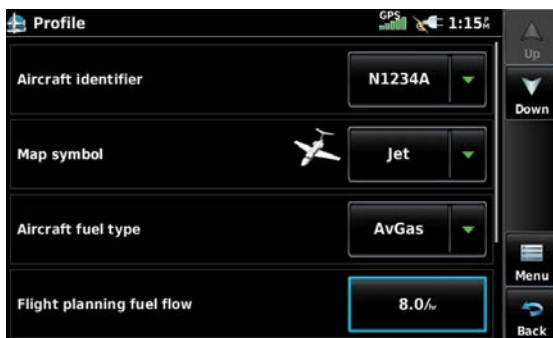 Profile
GPS
1:15
Up
Aircraft identifier
N1234A
Down
Map symbol
Jet
Aircraft fuel type
AvGas
Menu
Flight planning fuel flow
8.0/hr
Back